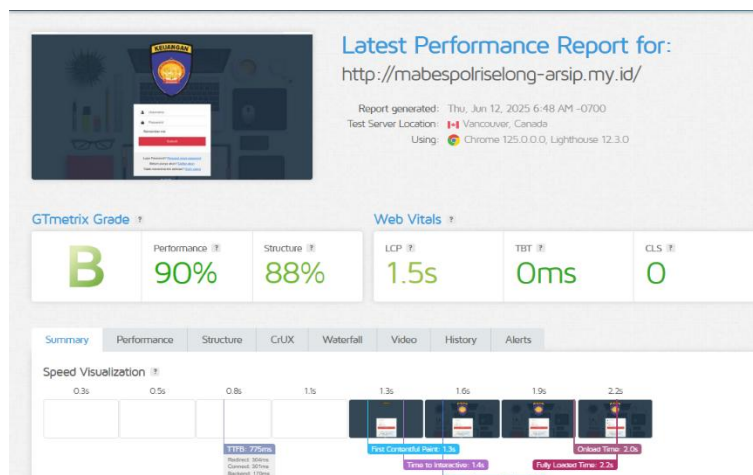 KEUANGAN
Username
Password
Remember me
Latest Performance Report for:
http://mabespolriselong-arsip.my.id/
Report generated: Thu, Jun 12, 2025 6:48 AM -0700
Test Server Location: Vancouver, Canada
Using: Chrome 125.0.0.0, Lighthouse 12.3.0
GTmetrix Grade ?
Web Vitals ?
B
Performance ?
90%
Structure ?
88%
LCP ?
1.5s
TBT ?
0ms
CLS ?
0
Summary Performance Structure CrUX Waterfall Video History Alerts
Speed Visualization ?
0.3s 0.5s 0.8s 1.1s 1.3s 1.6s 1.9s 2.2s
TTFB: 775ms
First Contentful Paint: 1.3s
Onload Time: 2.0s
Time to Interactive: 1.4s
Fully Loaded Time: 2.2s